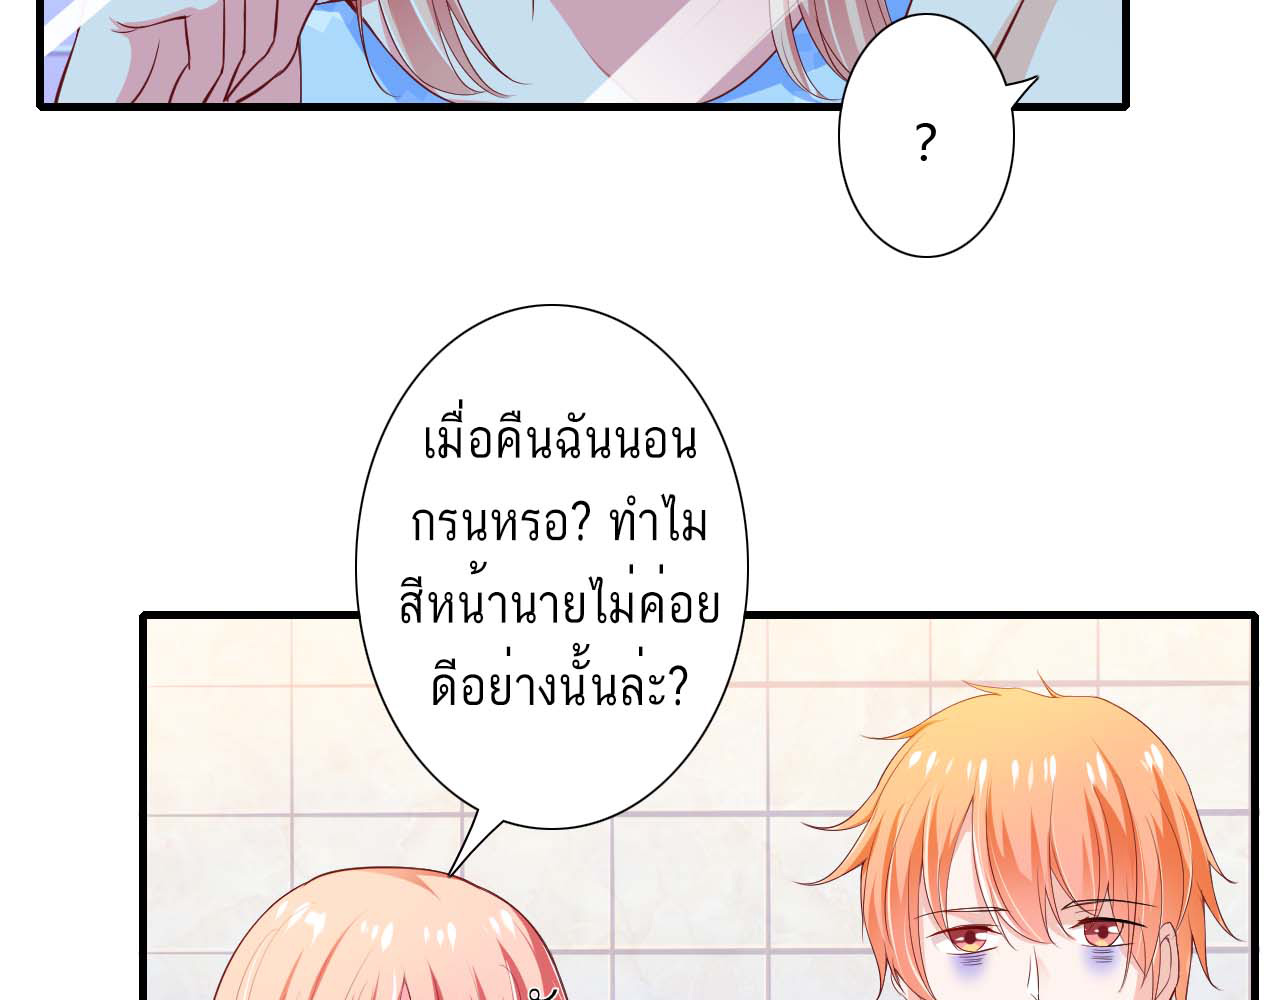 ?
เมื่อคืนฉันนอน
กรนหรอ? ทำไม
สีหน้านายไม่ค่อย
ดีอย่างนั้นล่ะ?